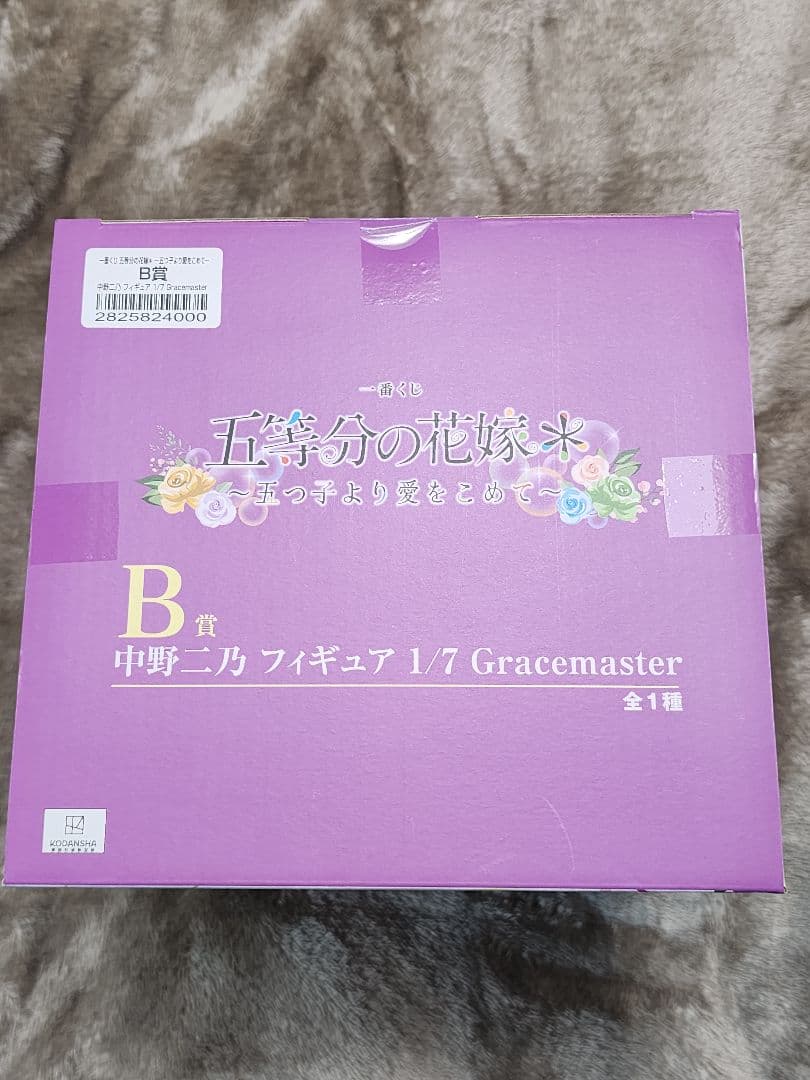 一番くじ 五等分の花嫁＊ ～五つ子より愛をこめて～
B賞
中野二乃 フィギュア 1/7 Gracemaster
2825824000
一番くじ
五等分の花嫁＊
～五つ子より愛をこめて～
B賞
中野二乃 フィギュア 1/7 Gracemaster
全1種
KODANSHA